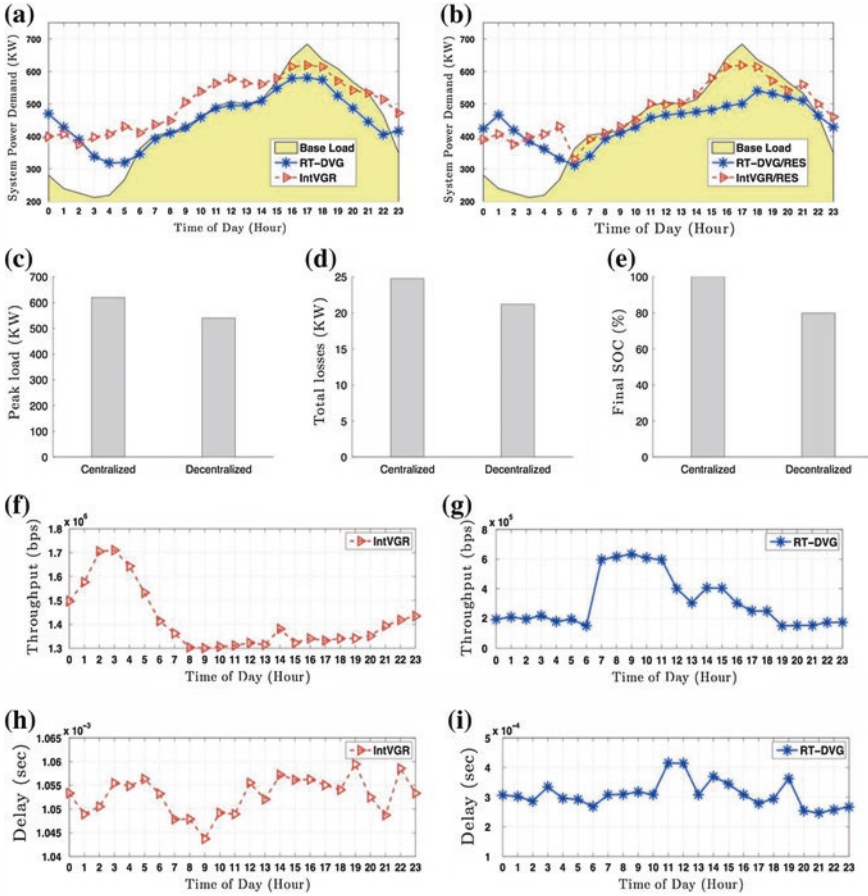 (a)
700
600
500
400
300
200
System Power Demand (KW)
Base Load
RT-DVG
IntVGR
0 1 2 3 4 5 6 7 8 9 10 11 12 13 14 15 16 17 18 19 20 21 22 23
Time of Day (Hour)
(b)
700
600
500
400
300
200
System Power Demand (KW)
Base Load
RT-DVG/RES
IntVGR/RES
0 1 2 3 4 5 6 7 8 9 10 11 12 13 14 15 16 17 18 19 20 21 22 23
Time of Day (Hour)
(c)
700
600
500
400
300
200
100
0
Peak load (KW)
Centralized Decentralized
(d)
25
20
15
10
5
0
Total losses (KW)
Centralized Decentralized
(e)
100
80
60
40
20
0
Final SOC (%)
Centralized Decentralized
(f)
x 10^6
1.8
1.7
1.6
1.5
1.4
1.3
Throughput (bps)
IntVGR
0 1 2 3 4 5 6 7 8 9 10 11 12 13 14 15 16 17 18 19 20 21 22 23
Time of Day (Hour)
(g)
x 10^5
8
6
4
2
0
Throughput (bps)
RT-DVG
0 1 2 3 4 5 6 7 8 9 10 11 12 13 14 15 16 17 18 19 20 21 22 23
Time of Day (Hour)
(h)
x 10^-3
1.065
1.06
1.055
1.05
1.045
1.04
Delay (sec)
IntVGR
0 1 2 3 4 5 6 7 8 9 10 11 12 13 14 15 16 17 18 19 20 21 22 23
Time of Day (Hour)
(i)
x 10^-4
5
4
3
2
1
Delay (sec)
RT-DVG
0 1 2 3 4 5 6 7 8 9 10 11 12 13 14 15 16 17 18 19 20 21 22 23
Time of Day (Hour)